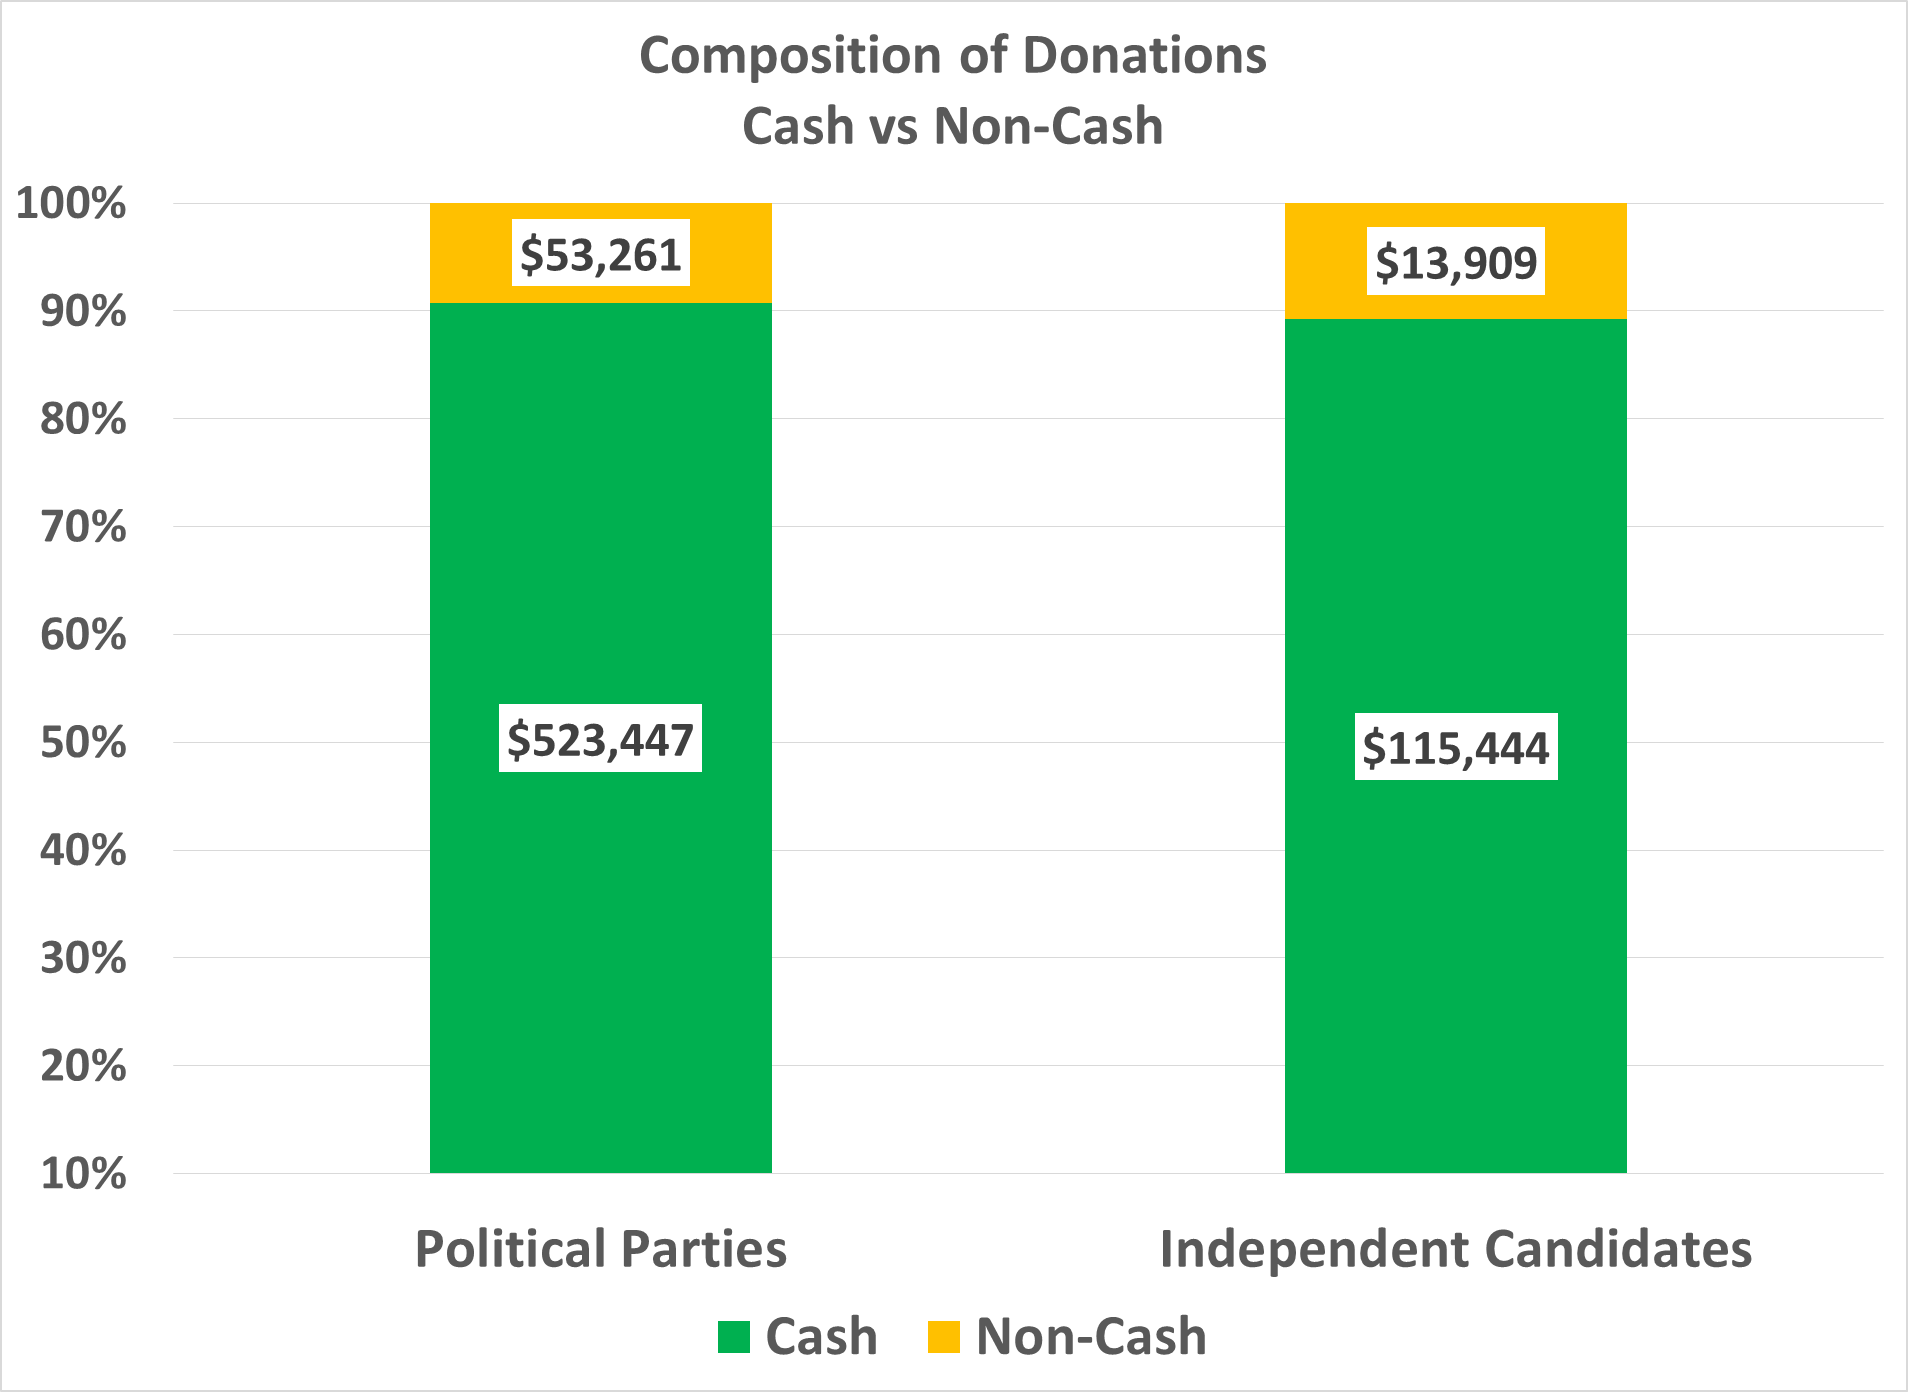 Composition of Donations
Cash vs Non-Cash
100%
90%
80%
70%
60%
50%
40%
30%
20%
10%
$53,261
$13,909
$523,447
$115,444
Political Parties
Independent Candidates
Cash
Non-Cash